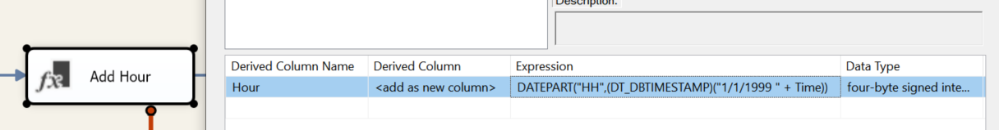 Description:
fx Add Hour
Derived Column Name Derived Column Expression Data Type
Hour <add as new column> DATEPART("HH",(DT_DBTIMESTAMP)("1/1/1999 " + Time)) four-byte signed inte...